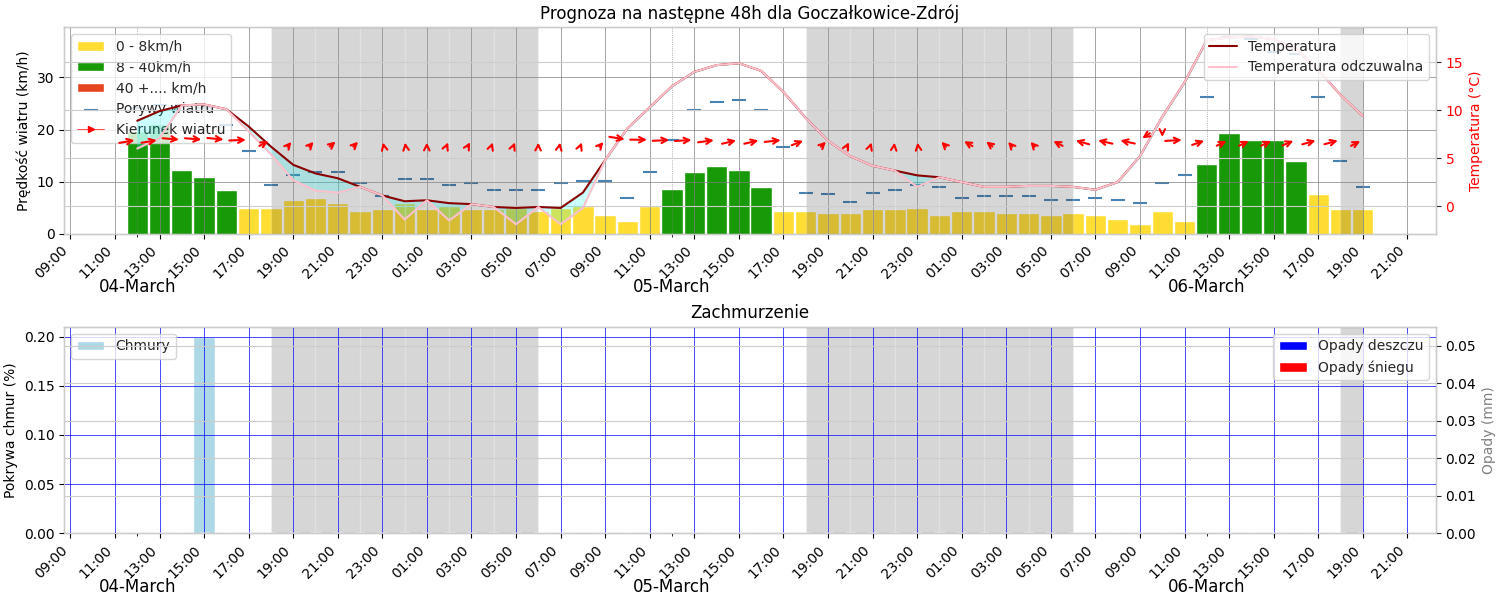 Prognoza na następne 48h dla Goczałkowice-Zdrój
Prędkość wiatru (km/h)
30
20
10
0
0 - 8km/h
8 - 40km/h
40 +.... km/h
Porywy wiatru
Kierunek wiatru
Temperatura
Temperatura odczuwalna
15
10
5
0
Temperatura (°C)
09:00 11:00 13:00 15:00 17:00 19:00 21:00 23:00 01:00 03:00 05:00 07:00 09:00 11:00 13:00 15:00 17:00 19:00 21:00 23:00 01:00 03:00 05:00 07:00 09:00 11:00 13:00 15:00 17:00 19:00 21:00
04-March 05-March 06-March
Zachmurzenie
Pokrywa chmur (%)
0.20
0.15
0.10
0.05
0.00
Chmury
Opady deszczu
Opady śniegu
0.05
0.04
0.03
0.02
0.01
0.00
Opady (mm)
09:00 11:00 13:00 15:00 17:00 19:00 21:00 23:00 01:00 03:00 05:00 07:00 09:00 11:00 13:00 15:00 17:00 19:00 21:00 23:00 01:00 03:00 05:00 07:00 09:00 11:00 13:00 15:00 17:00 19:00 21:00
04-March 05-March 06-March